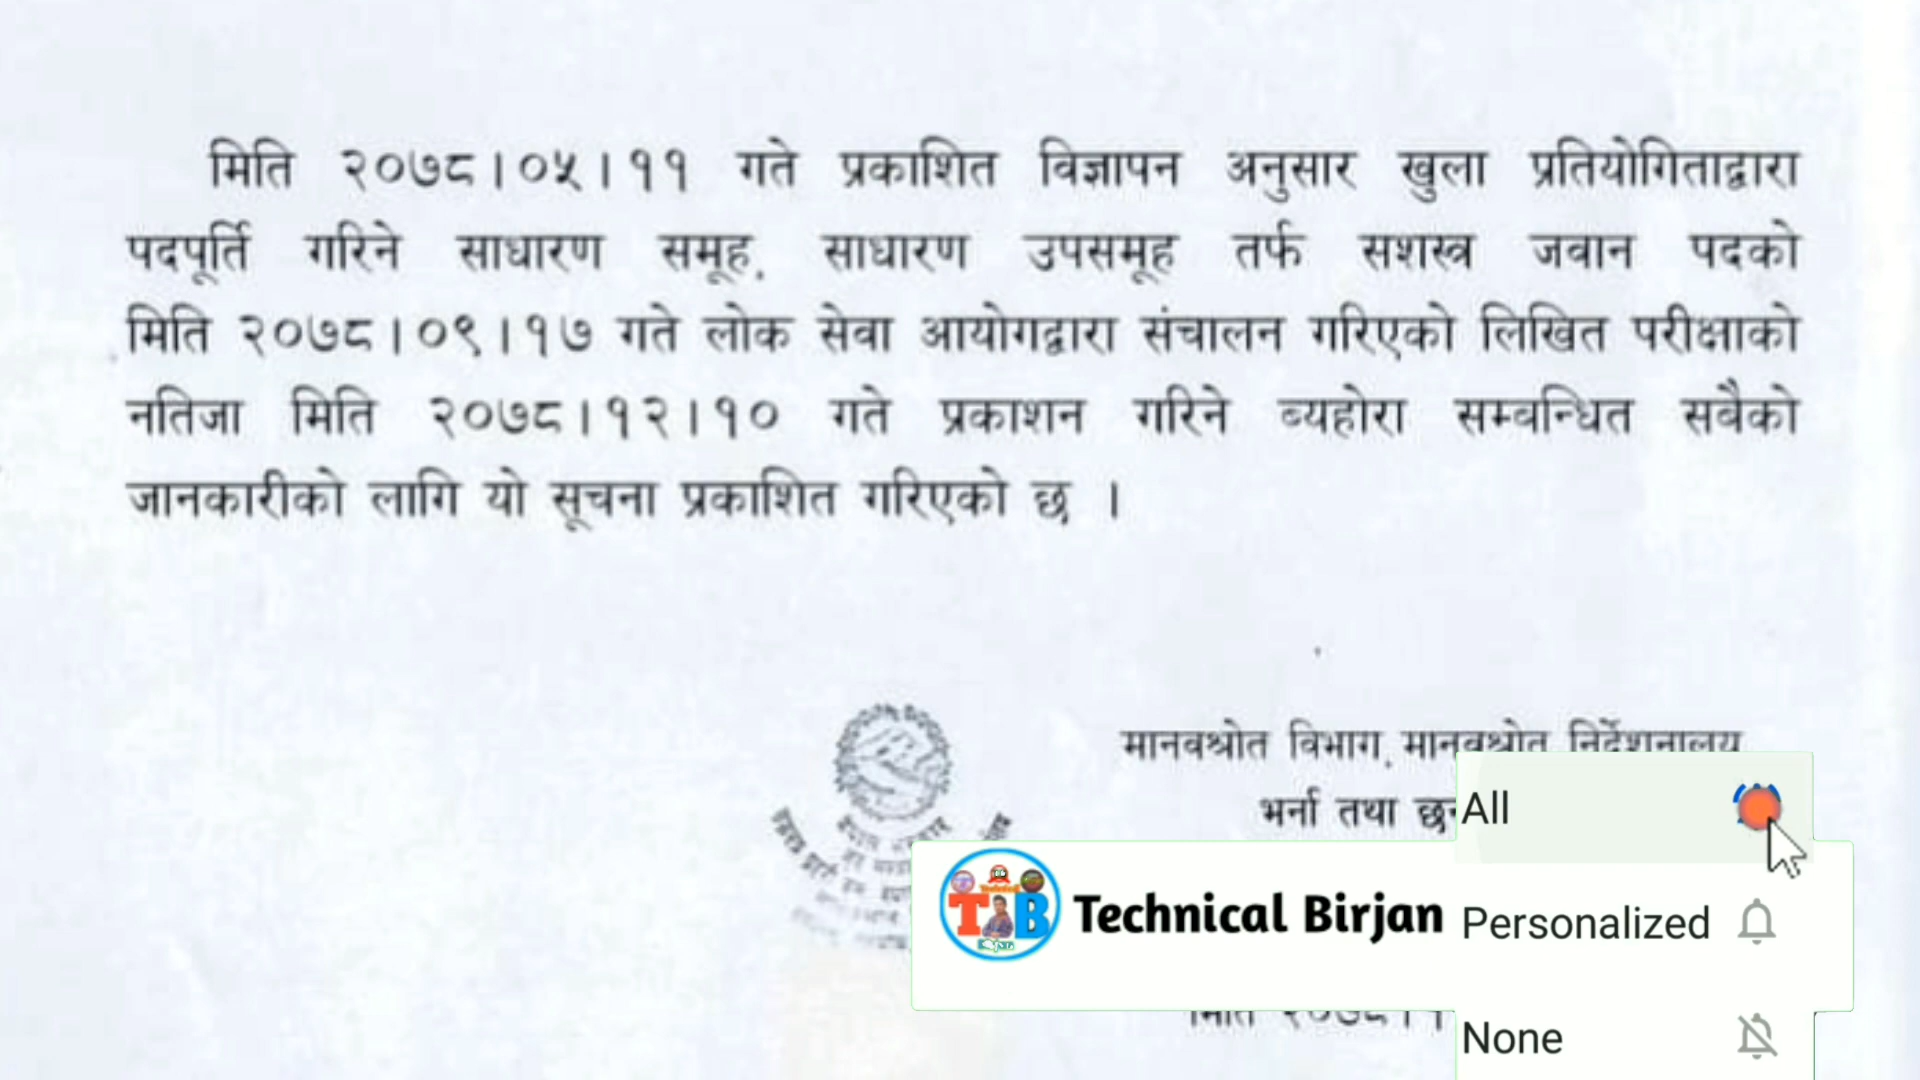 मिति २०७८।०५।११ गते प्रकाशित विज्ञापन अनुसार खुला प्रतियोगिताद्वारा
पदपूर्ति गरिने साधारण समूह, साधारण उपसमूह तर्फ सशस्त्र जवान पदको
मिति २०७८।०९।१७ गते लोक सेवा आयोगद्वारा संचालन गरिएको लिखित परीक्षाको
नतिजा मिति २०७८।१२।१० गते प्रकाशन गरिने ब्यहोरा सम्बन्धित सबैको
जानकारीको लागि यो सूचना प्रकाशित गरिएको छ ।
मानवश्रोत विभाग, मानवश्रोत निर्देशनालय
भर्ना तथा
All
Technical Birjan
Personalized
मिति २०७८
None